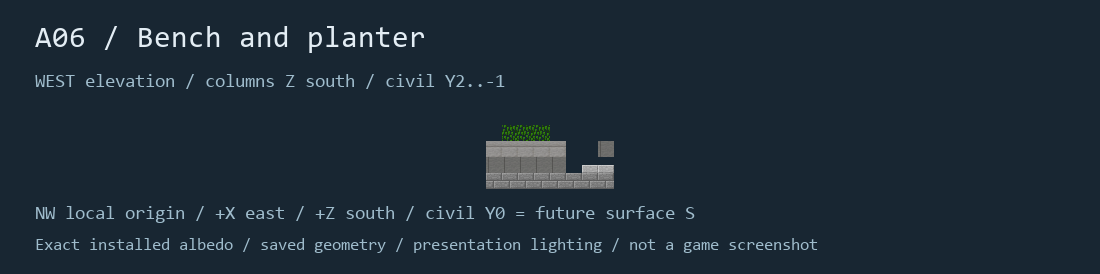 A06 / Bench and planter
WEST elevation / columns Z south / civil Y2..-1
NW local origin / +X east / +Z south / civil Y0 = future surface S
Exact installed albedo / saved geometry / presentation lighting / not a game screenshot